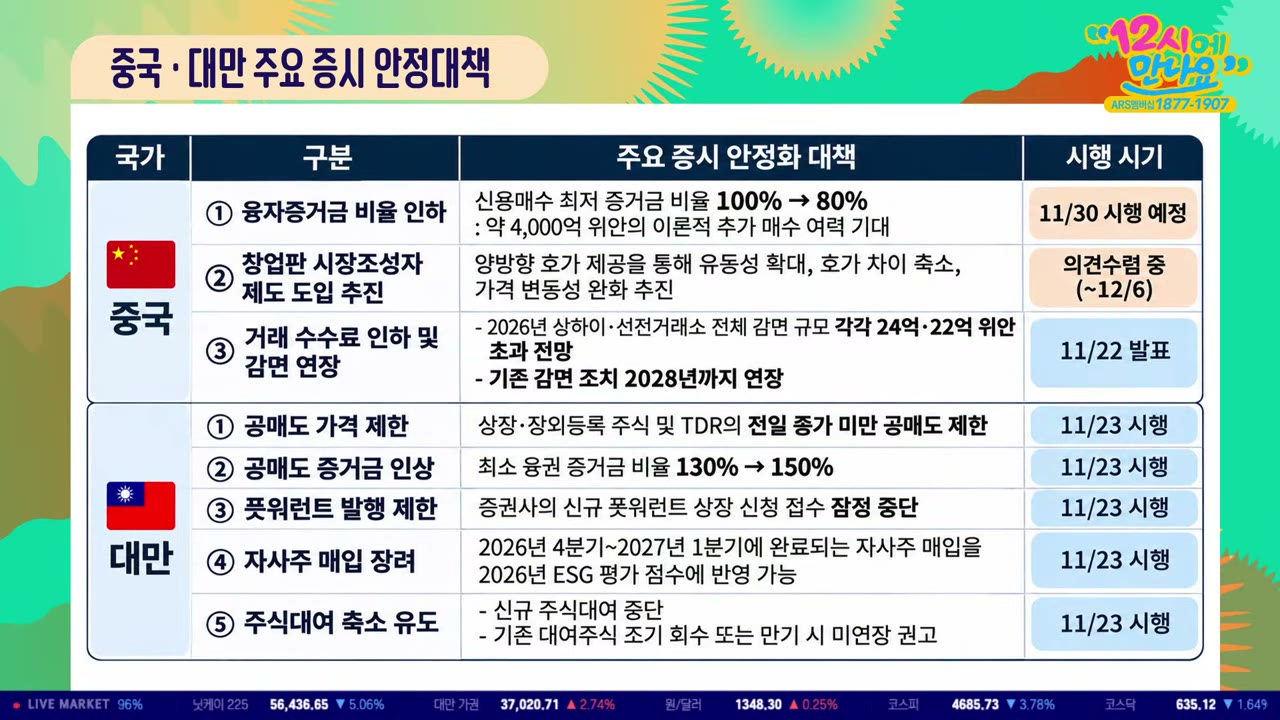 중국·대만 주요 증시 안정대책
"12시에
만나요"
ARS멤버십 1877-1907
국가 구분 주요 증시 안정화 대책 시행 시기
중국
① 융자증거금 비율 인하
신용매수 최저 증거금 비율 100% → 80%
: 약 4,000억 위안의 이론적 추가 매수 여력 기대
11/30 시행 예정
② 창업판 시장조성자
제도 도입 추진
양방향 호가 제공을 통해 유동성 확대, 호가 차이 축소,
가격 변동성 완화 추진
의견수렴 중
(~12/6)
③ 거래 수수료 인하 및
감면 연장
- 2026년 상하이·선전거래소 전체 감면 규모 각각 24억·22억 위안
초과 전망
- 기존 감면 조치 2028년까지 연장
11/22 발표
대만
① 공매도 가격 제한
상장·장외등록 주식 및 TDR의 전일 종가 미만 공매도 제한
11/23 시행
② 공매도 증거금 인상
최소 융권 증거금 비율 130% → 150%
11/23 시행
③ 풋워런트 발행 제한
증권사의 신규 풋워런트 상장 신청 접수 잠정 중단
11/23 시행
④ 자사주 매입 장려
2026년 4분기~2027년 1분기에 완료되는 자사주 매입을
2026년 ESG 평가 점수에 반영 가능
11/23 시행
⑤ 주식대여 축소 유도
- 신규 주식대여 중단
- 기존 대여주식 조기 회수 또는 만기 시 미연장 권고
11/23 시행
LIVE MARKET 96% 닛케이 225 56,436.65 ▼ 5.06% 대만 가권 37,020.71 ▲ 2.74% 원/달러 1348.30 ▲ 0.25% 코스피 4685.73 ▼ 3.78% 코스닥 635.12 ▼ 1.64%